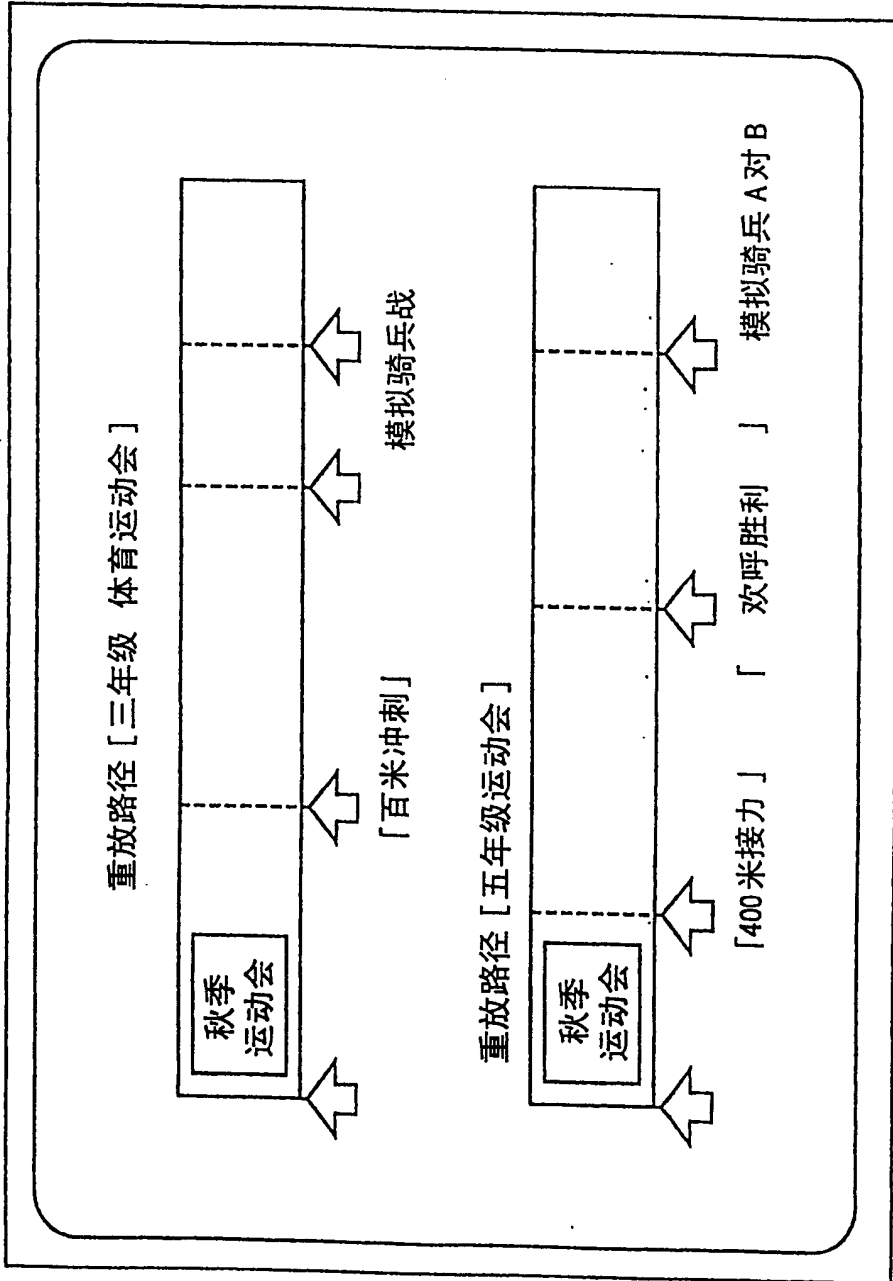 重放路径[三年级 体育运动会]
秋季
运动会
「百米冲刺」
模拟骑兵战
重放路径[五年级运动会]
秋季
运动会
「400米接力」
「 欢呼胜利 」
模拟骑兵A对B